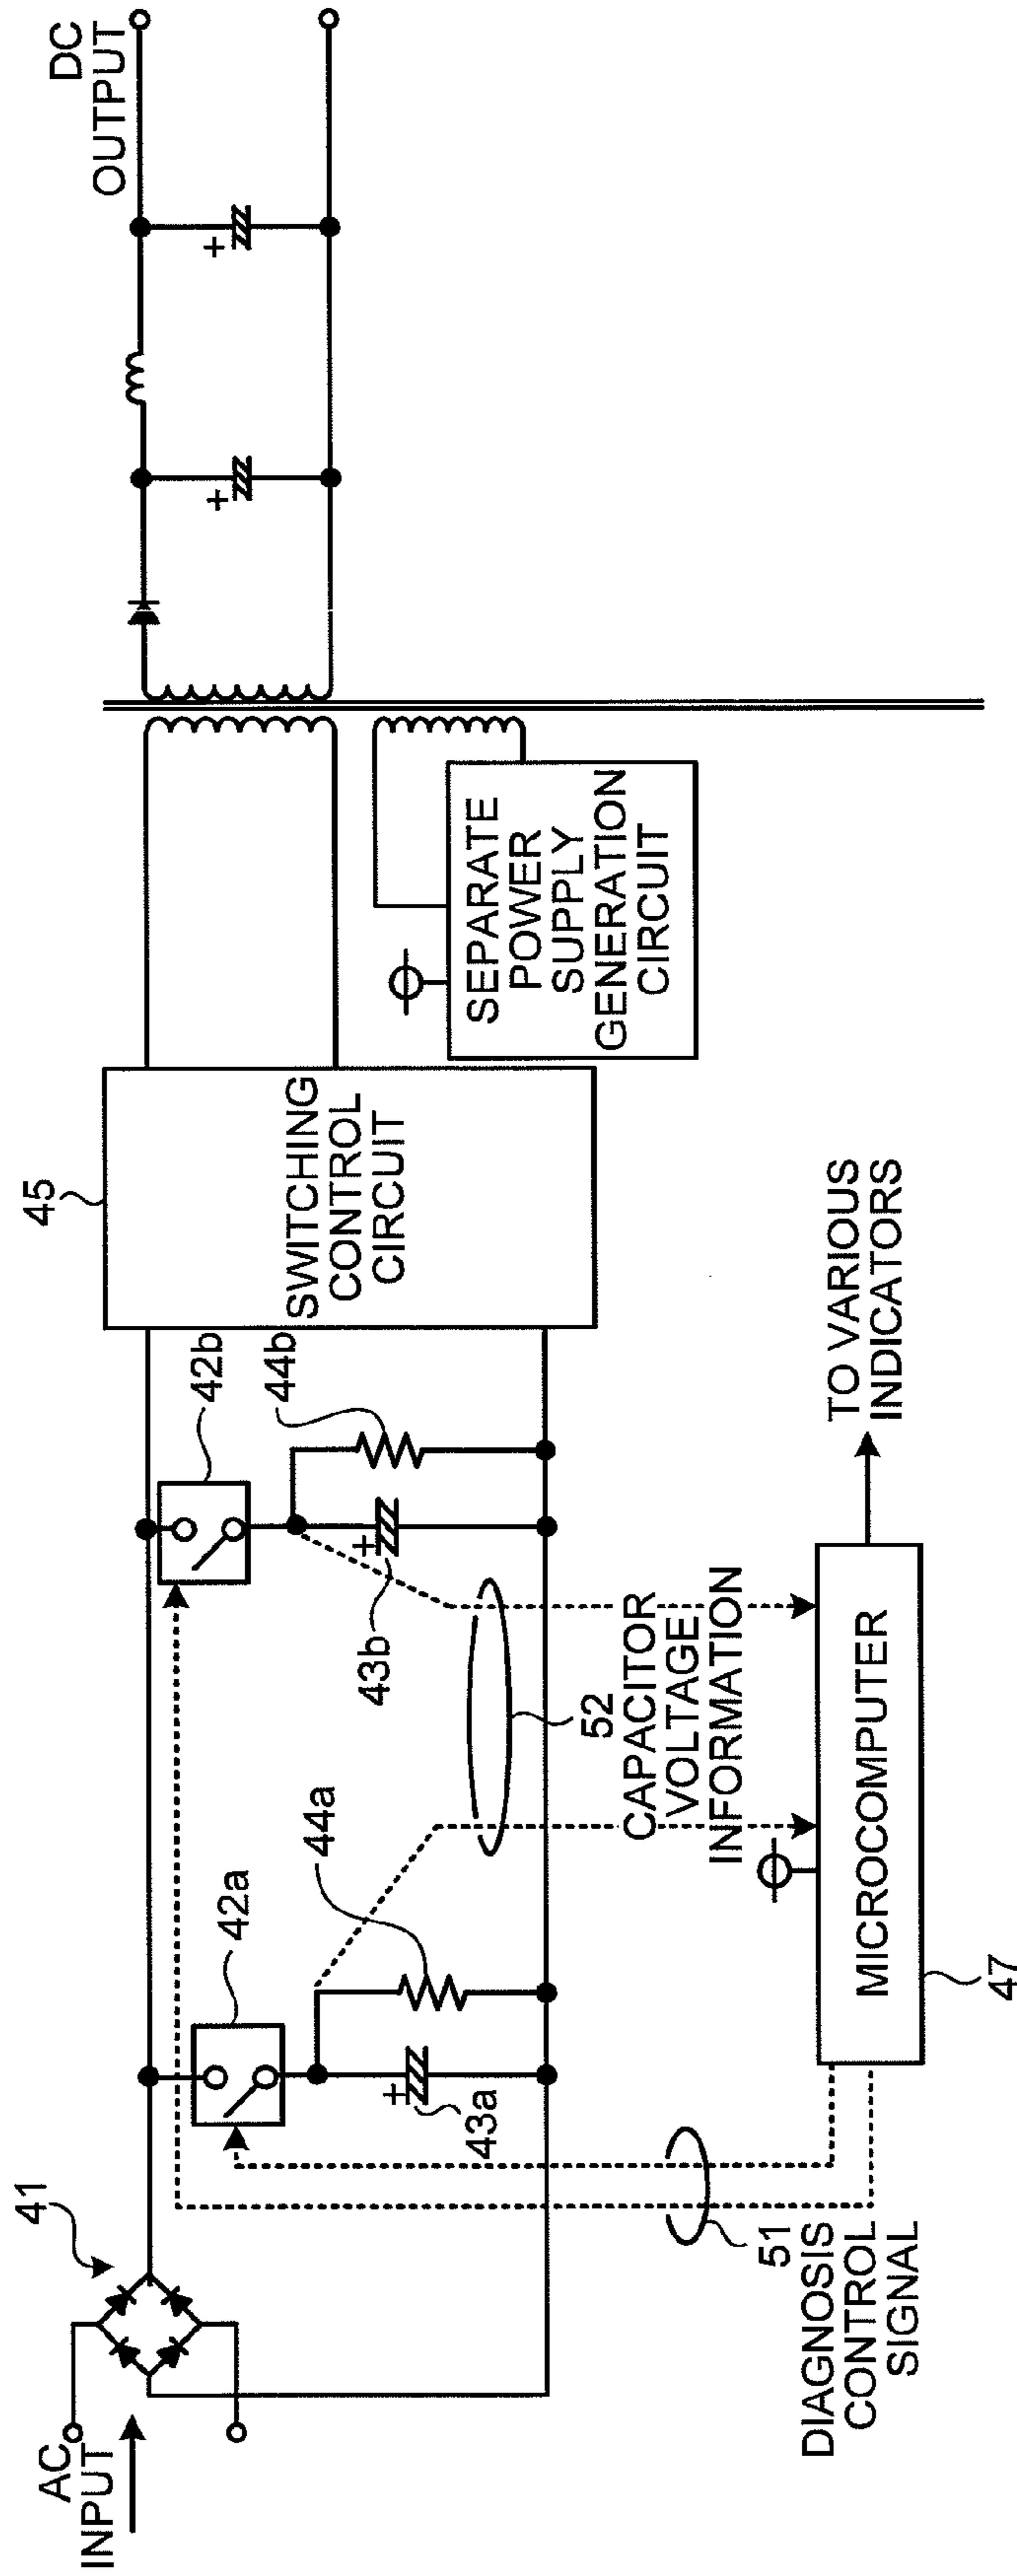 AC
INPUT
41
42a
44a
43a
42b
44b
43b
45
SWITCHING
CONTROL
CIRCUIT
SEPARATE
POWER
SUPPLY
GENERATION
CIRCUIT
DC
OUTPUT
+
+
+
+
51
DIAGNOSIS
CONTROL
SIGNAL
52
CAPACITOR
VOLTAGE
INFORMATION
MICROCOMPUTER
47
TO VARIOUS
INDICATORS